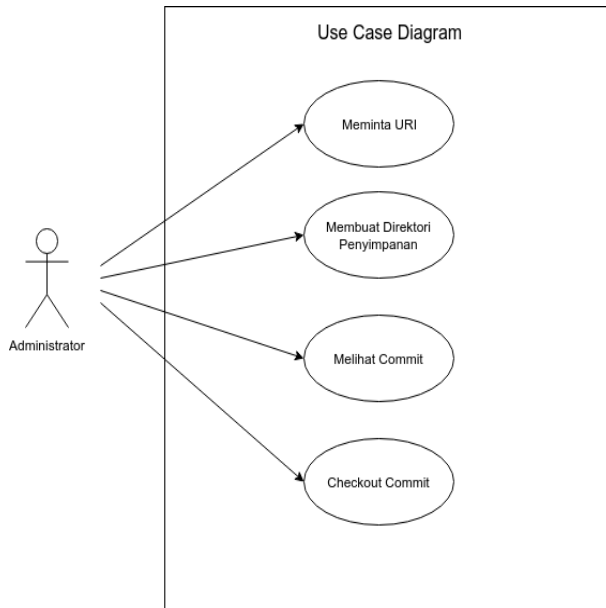 Use Case Diagram
Meminta URI
Membuat Direktori
Penyimpanan
Administrator
Melihat Commit
Checkout Commit